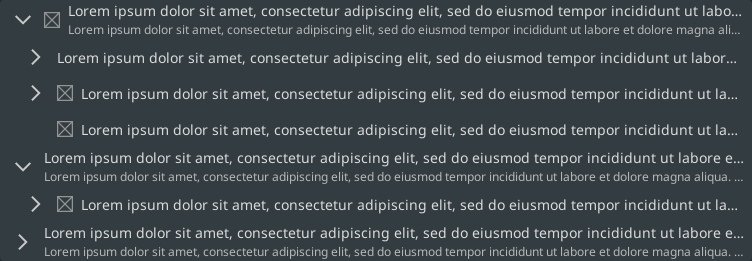 Lorem ipsum dolor sit amet, consectetur adipiscing elit, sed do eiusmod tempor incididunt ut labo...
Lorem ipsum dolor sit amet, consectetur adipiscing elit, sed do eiusmod tempor incididunt ut labore et dolore magna ali...
Lorem ipsum dolor sit amet, consectetur adipiscing elit, sed do eiusmod tempor incididunt ut labor...
Lorem ipsum dolor sit amet, consectetur adipiscing elit, sed do eiusmod tempor incididunt ut la...
Lorem ipsum dolor sit amet, consectetur adipiscing elit, sed do eiusmod tempor incididunt ut la...
Lorem ipsum dolor sit amet, consectetur adipiscing elit, sed do eiusmod tempor incididunt ut labore e...
Lorem ipsum dolor sit amet, consectetur adipiscing elit, sed do eiusmod tempor incididunt ut labore et dolore magna aliqua. ...
Lorem ipsum dolor sit amet, consectetur adipiscing elit, sed do eiusmod tempor incididunt ut la...
Lorem ipsum dolor sit amet, consectetur adipiscing elit, sed do eiusmod tempor incididunt ut labore e...
Lorem ipsum dolor sit amet, consectetur adipiscing elit, sed do eiusmod tempor incididunt ut labore et dolore magna aliqua. ...